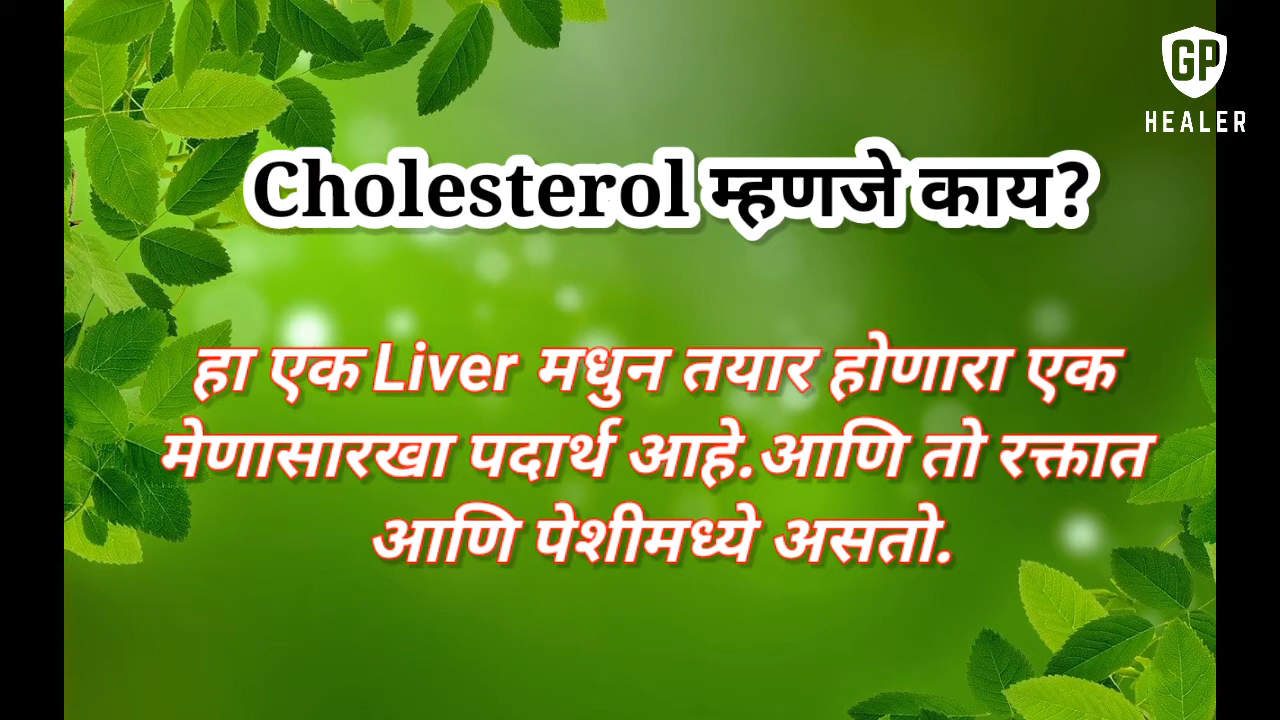 GP
HEALER
Cholesterol म्हणजे काय?
हा एक Liver मधुन तयार होणारा एक
मेणासारखा पदार्थ आहे.आणि तो रक्तात
आणि पेशीमध्ये असतो.